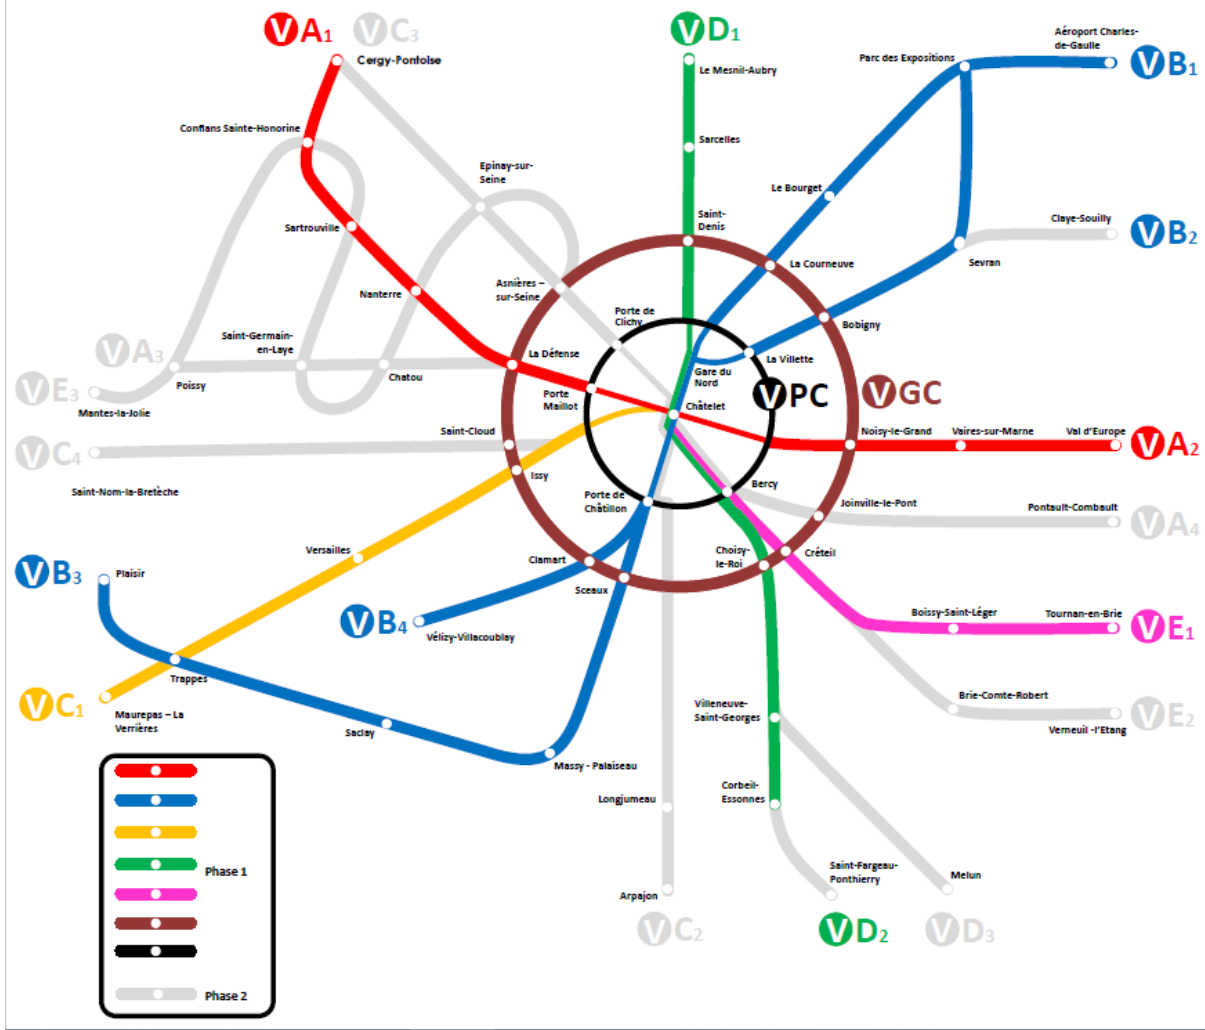 VA1
VC3
VD1
Cergy-Pontoise
Le Mesnil-Aubry
Aéroport Charles-
de-Gaulle
Parc des Expositions
VB1
Conflans Sainte-Honorine
Sarcelles
Epinay-sur-
Seine
Le Bourget
Saint-
Denis
Claye-Souilly
VB2
Sartrouville
Sevran
La Courneuve
Nanterre
Asnières –
sur-Seine
Porte de
Clichy
Bobigny
VA3
Saint-Germain-
en-Laye
La Défense
La Villette
VE3
Poissy
Chatou
Gare du
Nord
Mantes-la-Jolie
Porte
Maillot
Châtelet
VPC
VGC
VC4
Saint-Cloud
Noisy-le-Grand
Vaires-sur-Marne
Val d’Europe
VA2
Saint-Nom-la-Bretèche
Issy
Bercy
Porte de
Châtillon
Joinville-le-Pont
Pontault-Combault
VA4
Versailles
Clamart
Choisy-
le-Roi
Créteil
VB3
Plaisir
Sceaux
VB4
Vélizy-Villacoublay
Boissy-Saint-Léger
Tournan-en-Brie
VE1
Trappes
VC1
Maurepas – La
Verrières
Saclay
Villeneuve-
Saint-Georges
Brie-Comte-Robert
Verneuil -l’Etang
VE2
Massy - Palaiseau
Longjumeau
Corbeil-
Essonnes
Phase 1
Arpajon
Saint-Fargeau-
Ponthierry
Melun
VC2
VD2
VD3
Phase 2